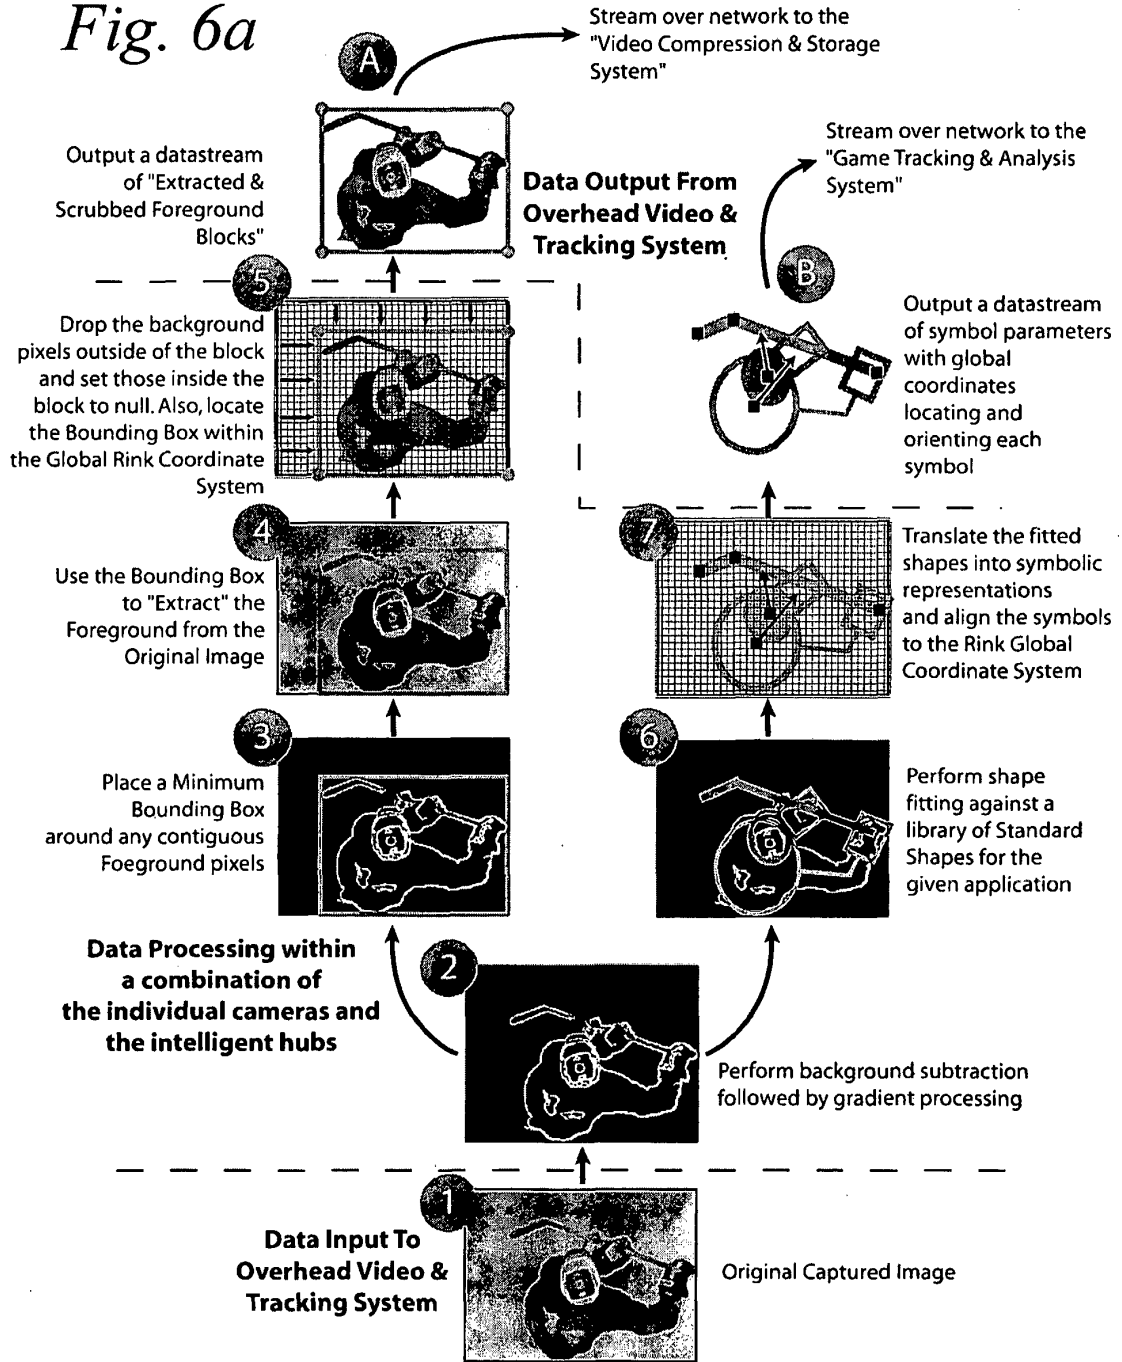 Fig. 6a
Stream over network to the
"Video Compression & Storage
System"
A
Output a datastream
of "Extracted &
Scrubbed Foreground
Blocks"
Data Output From
Overhead Video &
Tracking System
Stream over network to the
"Game Tracking & Analysis
System"
B
Output a datastream
of symbol parameters
with global
coordinates
locating and
orienting each
symbol
5
Drop the background
pixels outside of the block
and set those inside the
block to null. Also, locate
the Bounding Box within
the Global Rink Coordinate
System
4
Use the Bounding Box
to "Extract" the
Foreground from the
Original Image
7
Translate the fitted
shapes into symbolic
representations
and align the symbols
to the Rink Global
Coordinate System
3
Place a Minimum
Bounding Box
around any contiguous
Foeground pixels
6
Perform shape
fitting against a
library of Standard
Shapes for the
given application
Data Processing within
a combination of
the individual cameras and
the intelligent hubs
2
Perform background subtraction
followed by gradient processing
1
Data Input To
Overhead Video &
Tracking System
Original Captured Image